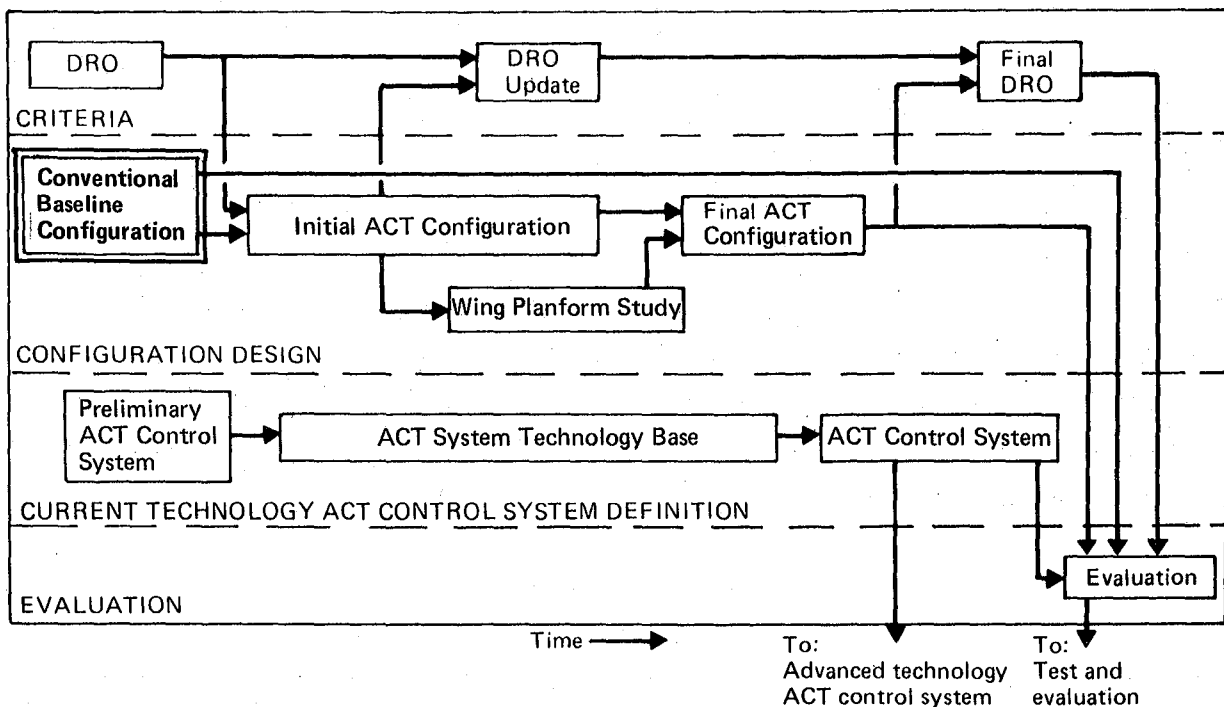 DRO
DRO
Update
Final
DRO
CRITERIA
Conventional
Baseline
Configuration
Initial ACT Configuration
Final ACT
Configuration
Wing Planform Study
CONFIGURATION DESIGN
Preliminary
ACT Control
System
ACT System Technology Base
ACT Control System
CURRENT TECHNOLOGY ACT CONTROL SYSTEM DEFINITION
Evaluation
EVALUATION
Time
To:
Advanced technology
ACT control system
To:
Test and
evaluation